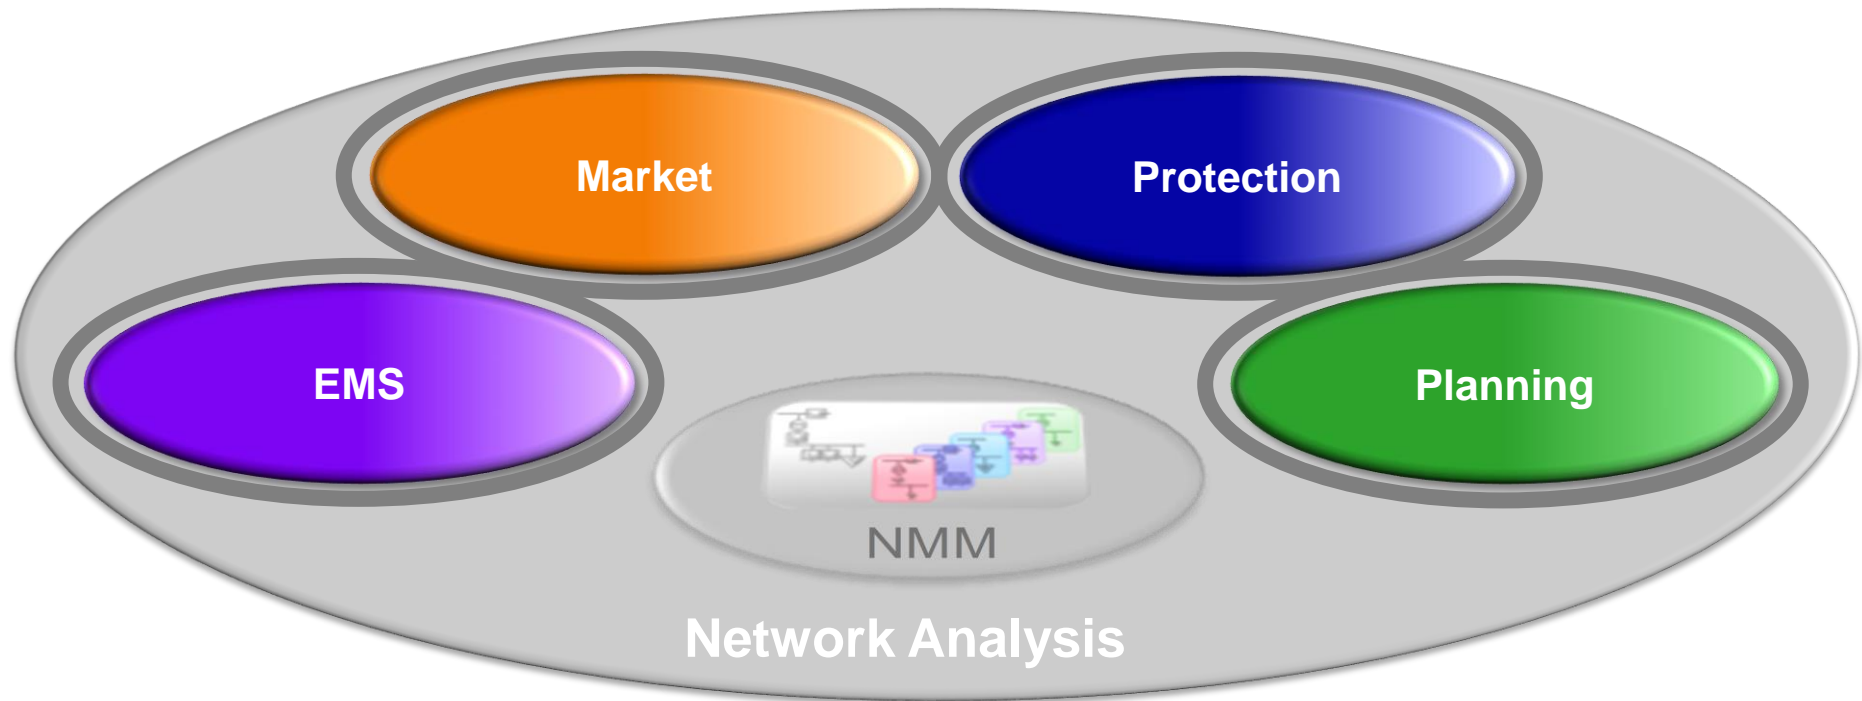 Market
Protection
EMS
Planning
NMM
Network Analysis